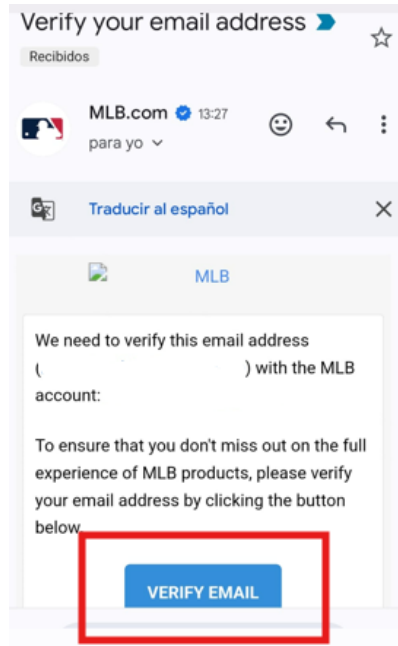 Verify your email address
Recibidos
MLB.com 13:27
para yo
Traducir al español
MLB
We need to verify this email address
( ) with the MLB
account:
To ensure that you don't miss out on the full
experience of MLB products, please verify
your email address by clicking the button
below.
VERIFY EMAIL